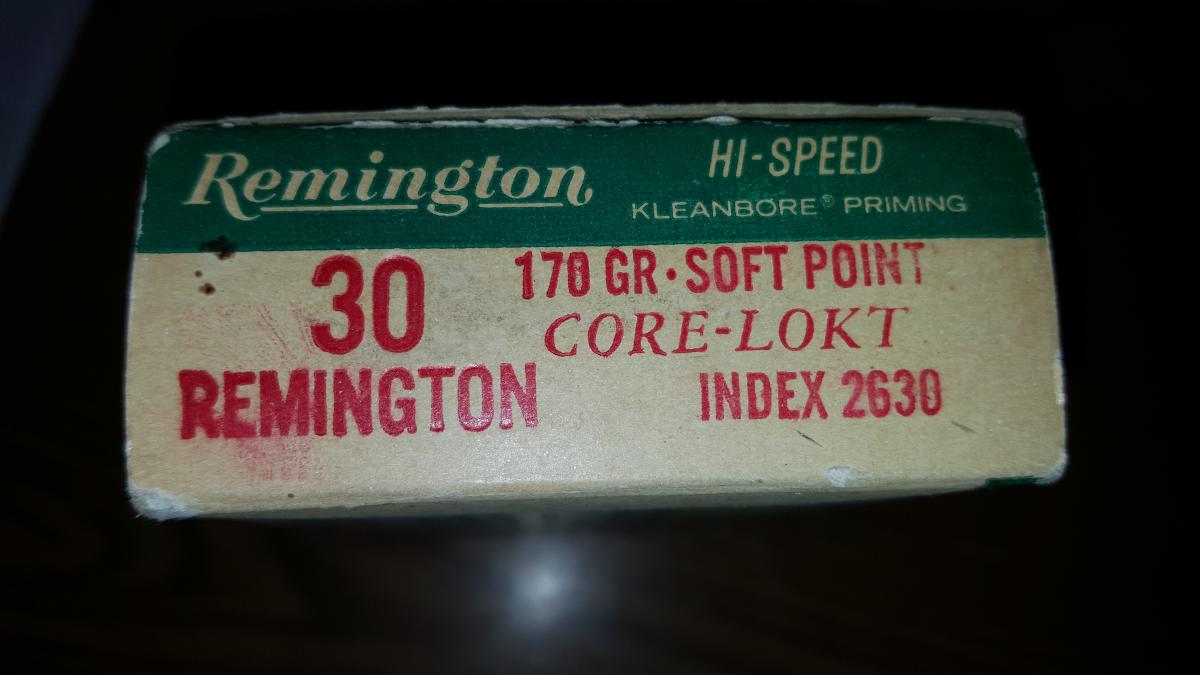 Remington
HI-SPEED
KLEANBORE® PRIMING
30
REMINGTON
170 GR·SOFT POINT
CORE-LOKT
INDEX 2630